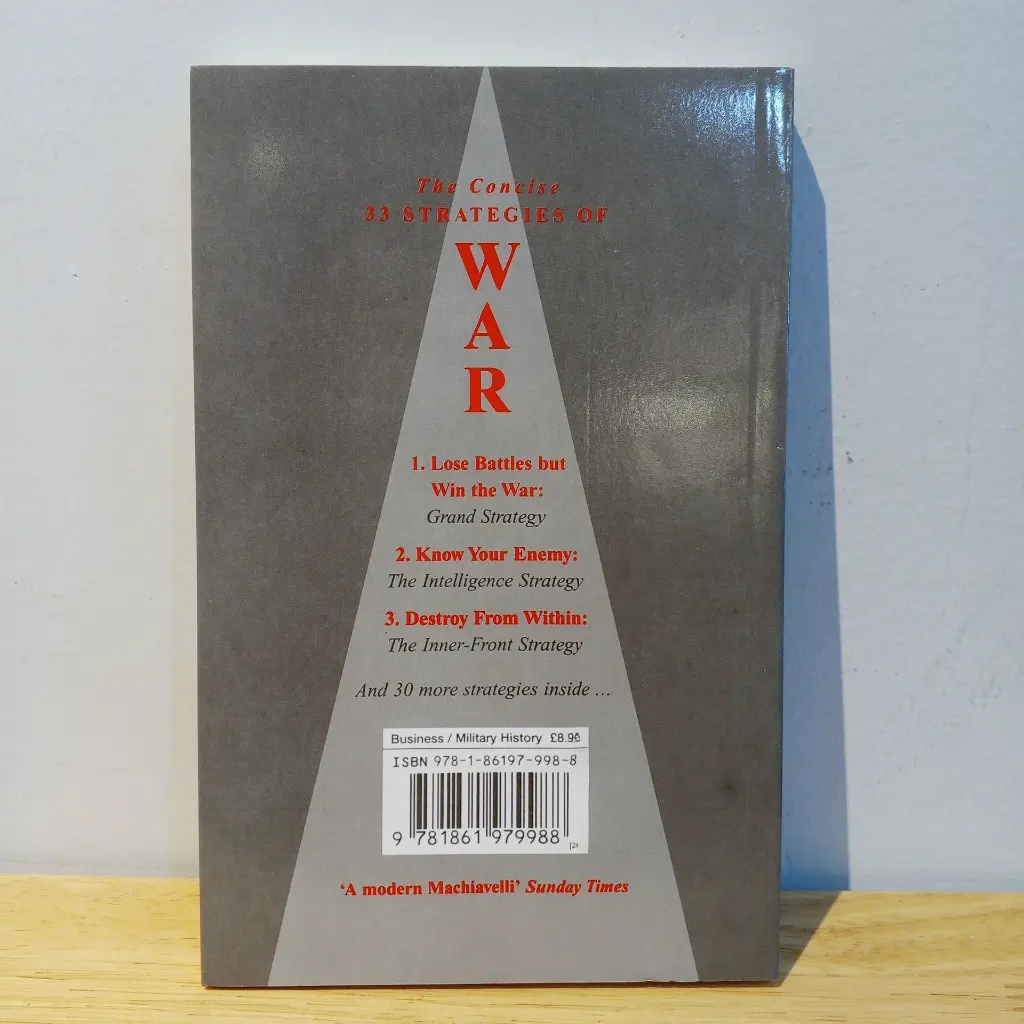 The Concise
33 STRATEGIES OF
W
A
R
1. Lose Battles but
Win the War:
Grand Strategy
2. Know Your Enemy:
The Intelligence Strategy
3. Destroy From Within:
The Inner-Front Strategy
And 30 more strategies inside ...
Business / Military History £8.99
ISBN 978-1-86197-998-8
9 781861 979988
‘A modern Machiavelli’ Sunday Times